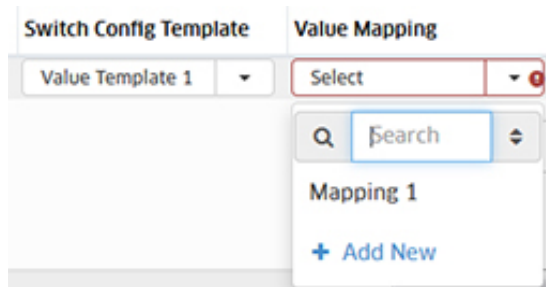 Switch Config Template Value Mapping
Value Template 1 Select
Search
Mapping 1
+ Add New